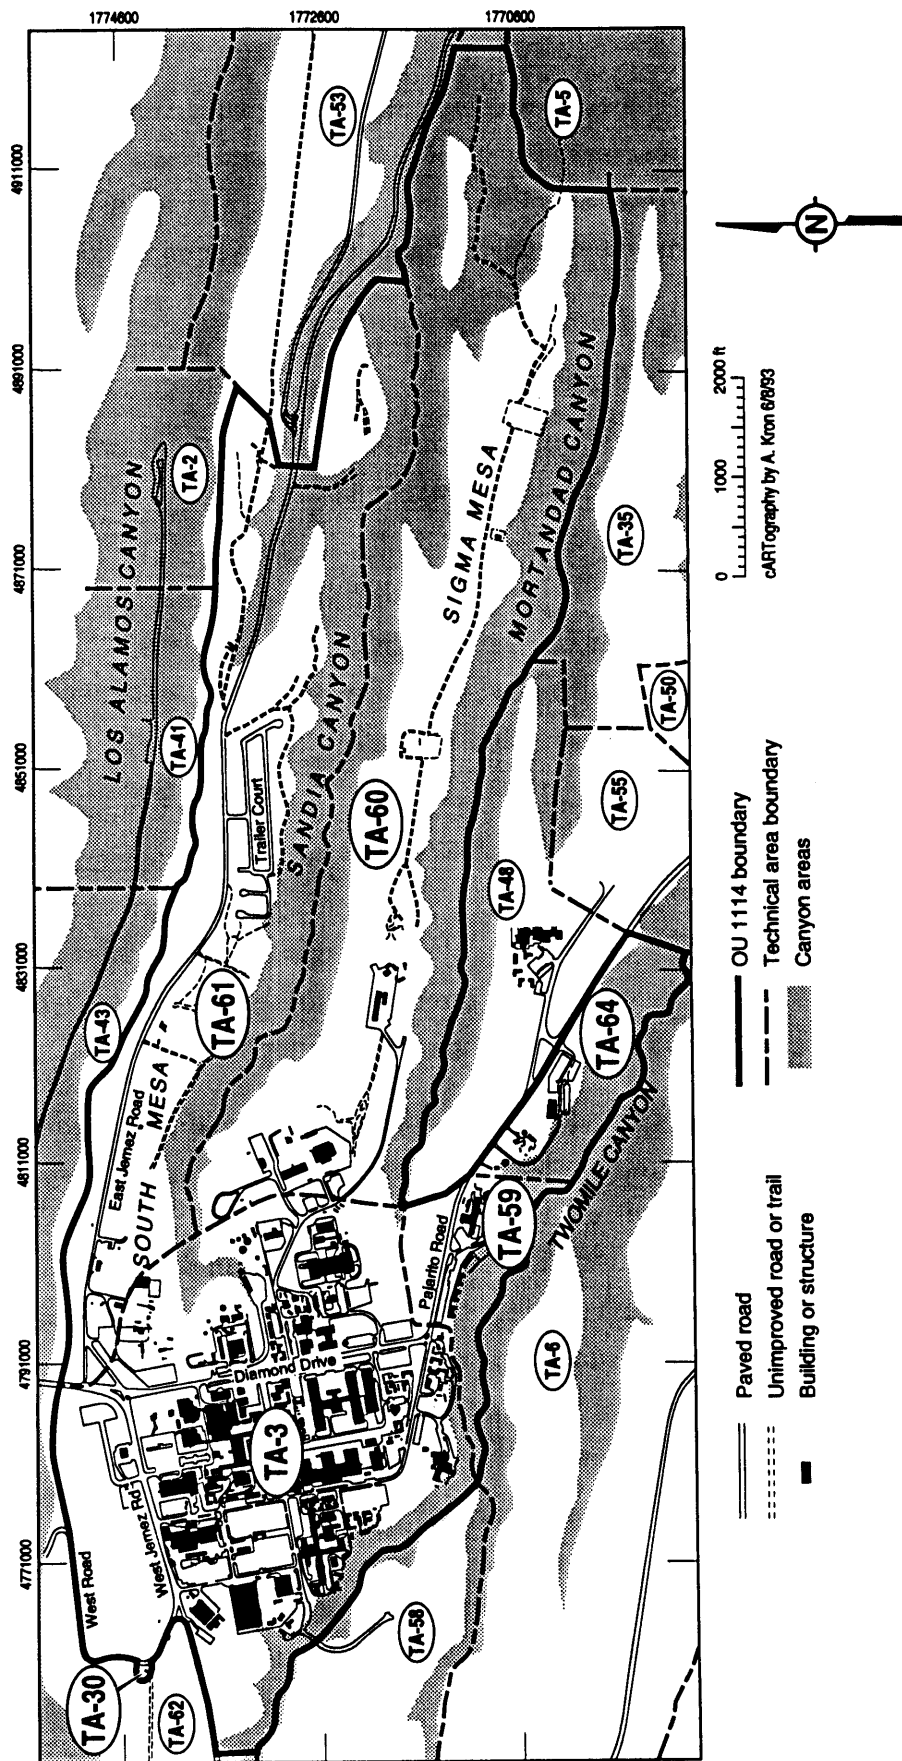 4771000
4791000
4811000
4831000
4851000
4871000
4891000
4911000
1774600
1772600
1770600
West Road
TA-30
TA-62
West Jemez Rd
TA-3
Diamond Drive
TA-58
East Jemez Road
SOUTH MESA
TA-43
TA-61
LOS ALAMOS CANYON
TA-41
TA-2
Trailer Court
SANDIA CANYON
TA-53
TA-60
SIGMA MESA
MORTANDAD CANYON
TA-5
Pajarito Road
TA-59
TA-48
TA-64
TWOMILE CANYON
TA-6
TA-55
TA-50
TA-35
Paved road
Unimproved road or trail
Building or structure
OU 1114 boundary
Technical area boundary
Canyon areas
0 1000 2000 ft
cARTography by A. Kron 6/8/93
N